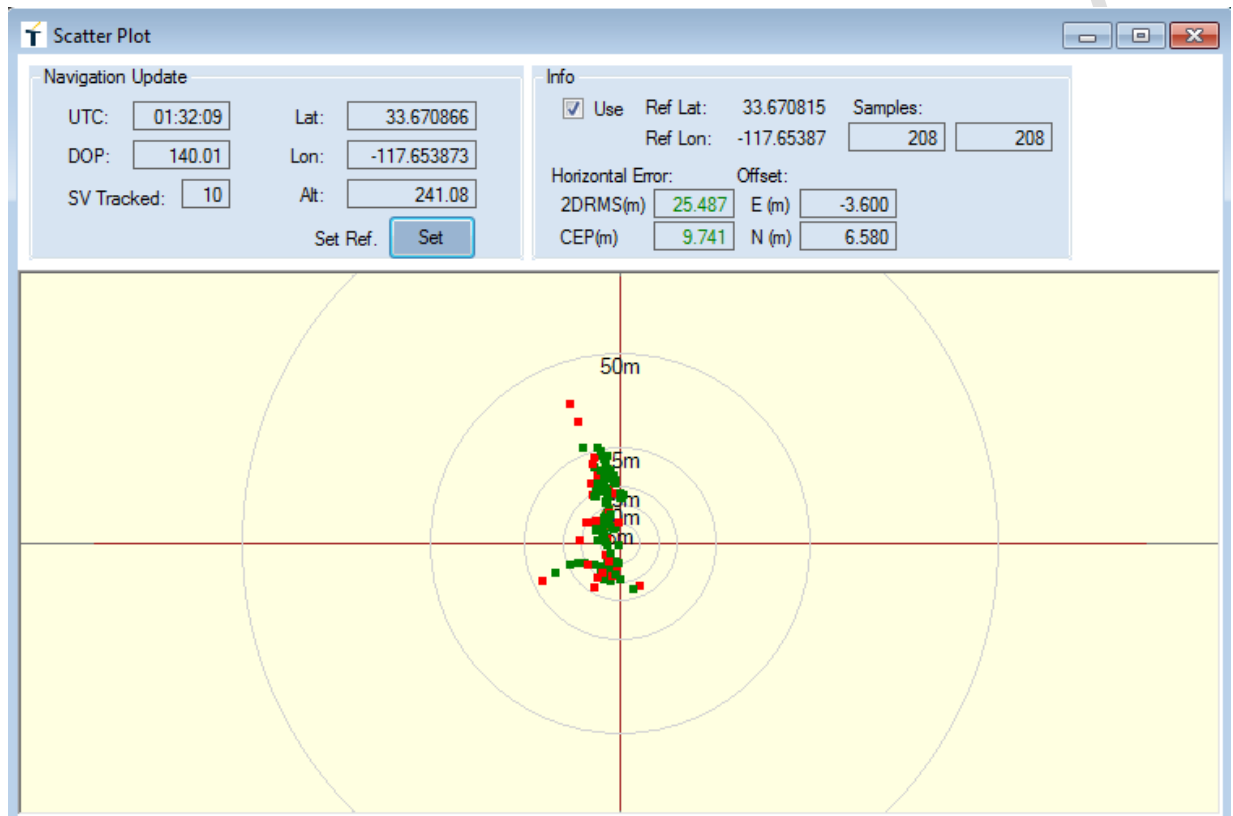 Scatter Plot
Navigation Update
UTC: 01:32:09 Lat: 33.670866
DOP: 140.01 Lon: -117.653873
SV Tracked: 10 Alt: 241.08
Set Ref. Set
Info
Use Ref Lat: 33.670815 Samples:
Ref Lon: -117.65387 208 208
Horizontal Error: Offset:
2DRMS(m) 25.487 E (m) -3.600
CEP(m) 9.741 N (m) 6.580
50m
5m
m
m
m